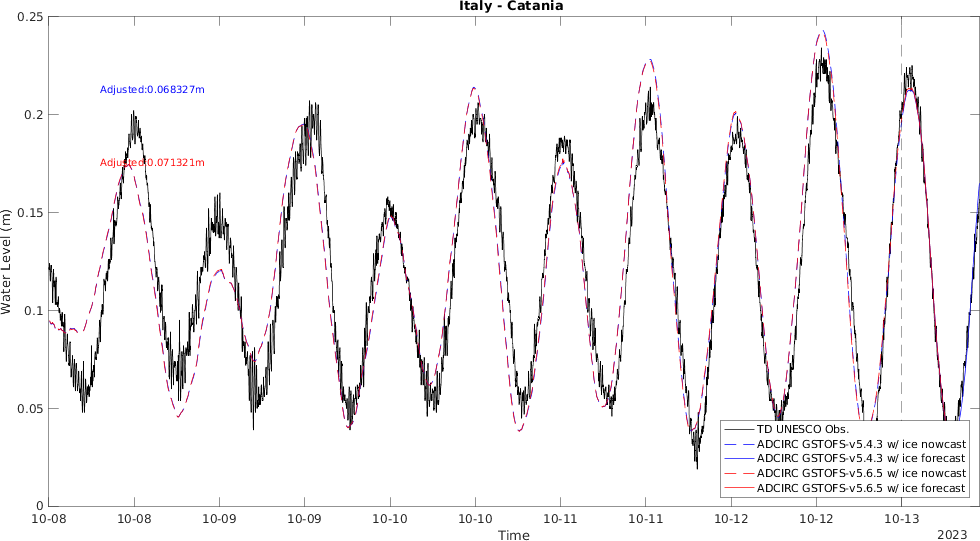 Italy - Catania
0.25
0.2
0.15
0.1
0.05
0
Water Level (m)
Adjusted:0.068327m
Adjusted:0.071321m
TD UNESCO Obs.
ADCIRC GSTOFS-v5.4.3 w/ ice nowcast
ADCIRC GSTOFS-v5.4.3 w/ ice forecast
ADCIRC GSTOFS-v5.6.5 w/ ice nowcast
ADCIRC GSTOFS-v5.6.5 w/ ice forecast
10-08 10-08 10-09 10-09 10-10 10-10 10-11 10-11 10-12 10-12 10-13
Time
2023